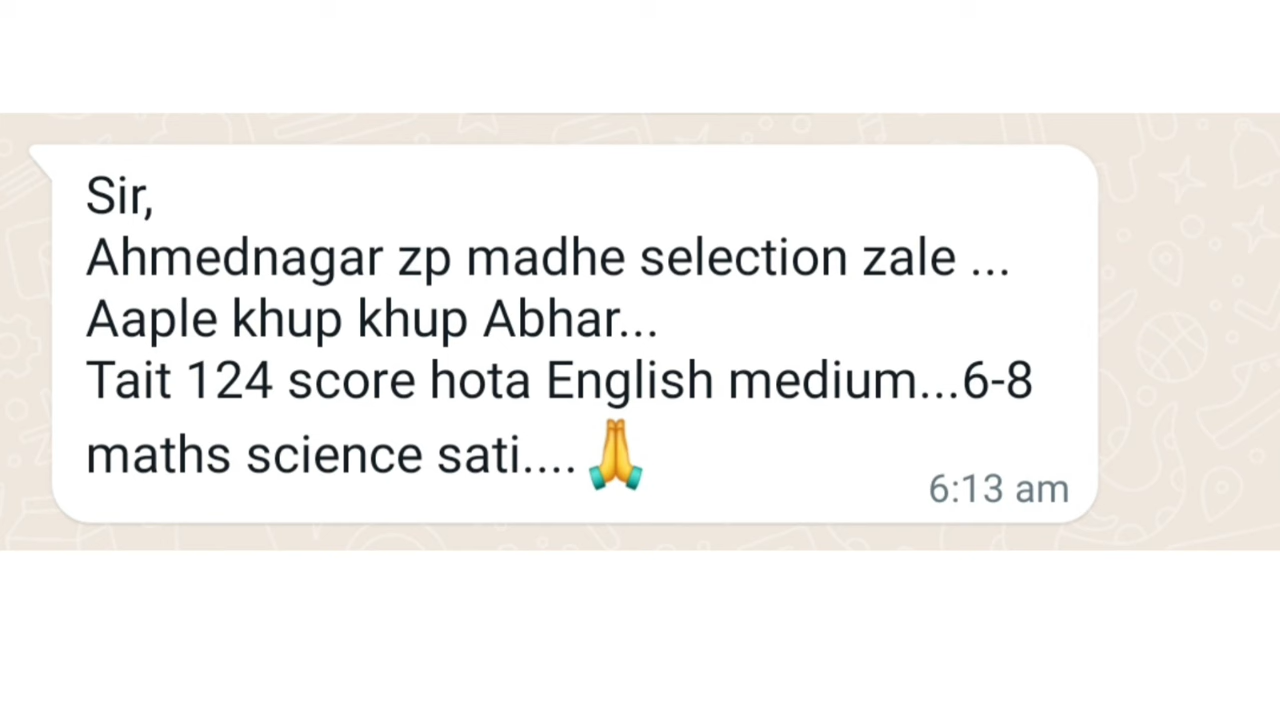 Sir,
Ahmednagar zp madhe selection zale ...
Aaple khup khup Abhar...
Tait 124 score hota English medium...6-8
maths science sati....🙏
6:13 am